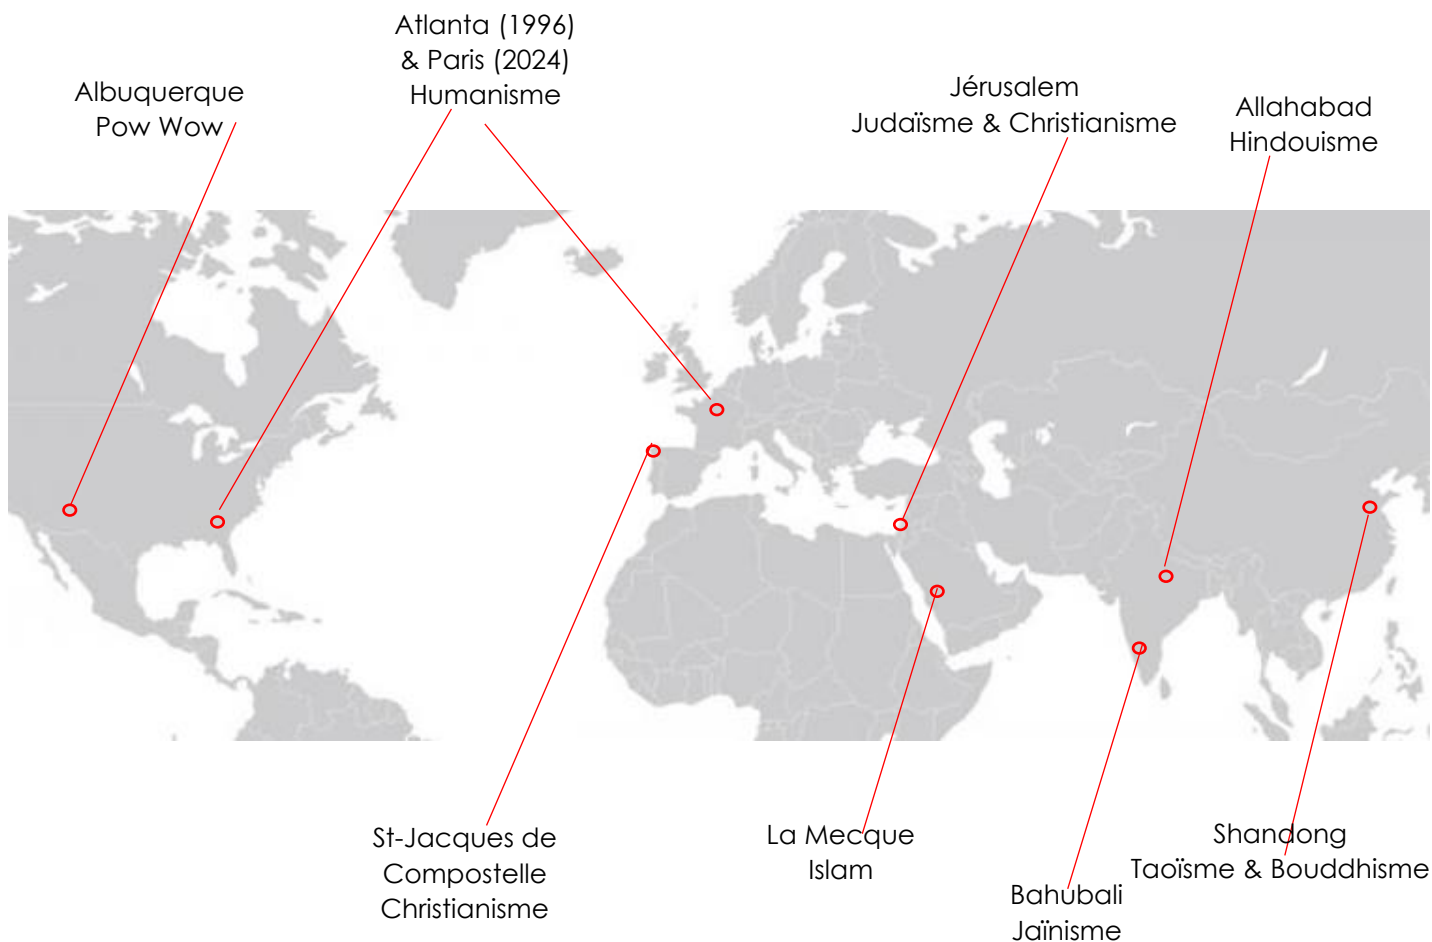 Atlanta (1996)
& Paris (2024)
Humanisme
Albuquerque
Pow Wow
Jérusalem
Judaïsme & Christianisme
Allahabad
Hindouisme
St-Jacques de
Compostelle
Christianisme
La Mecque
Islam
Bahubali
Jaïnisme
Shandong
Taoïsme & Bouddhisme